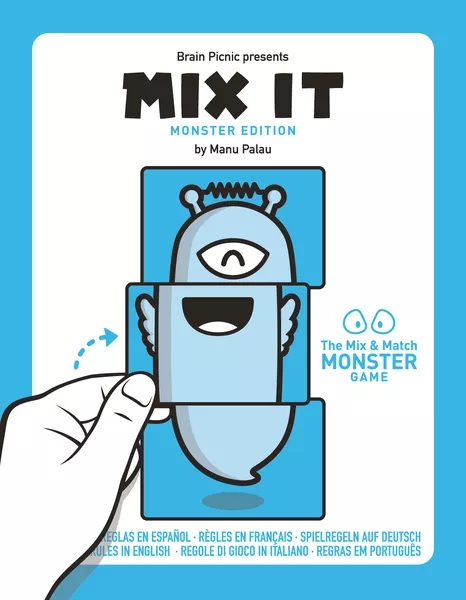 Brain Picnic presents
MIX IT
MONSTER EDITION
by Manu Palau
The Mix & Match
MONSTER
GAME
REGLAS EN ESPAÑOL · RÈGLES EN FRANÇAIS · SPIELREGELN AUF DEUTSCH
RULES IN ENGLISH · REGOLE DI GIOCO IN ITALIANO · REGRAS EM PORTUGUÊS